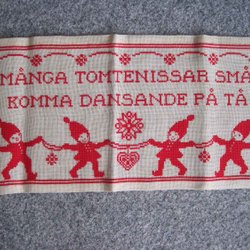 MÅNGA TOMTENISSAR SMÅ
KOMMA DANSANDE PÅ TÅ